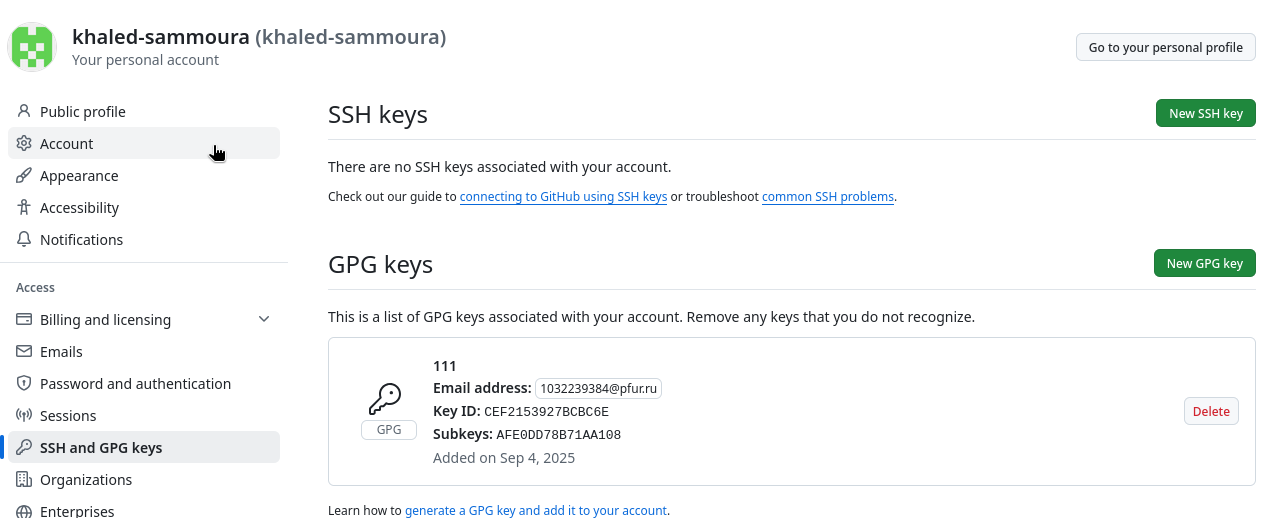 khaled-sammoura (khaled-sammoura)
Your personal account
Go to your personal profile
Public profile
Account
Appearance
Accessibility
Notifications
Access
Billing and licensing
Emails
Password and authentication
Sessions
SSH and GPG keys
Organizations
Enterprises
SSH keys
New SSH key
There are no SSH keys associated with your account.
Check out our guide to connecting to GitHub using SSH keys or troubleshoot common SSH problems.
GPG keys
New GPG key
This is a list of GPG keys associated with your account. Remove any keys that you do not recognize.
GPG
111
Email address: 1032239384@pfur.ru
Key ID: CEF2153927BCBC6E
Subkeys: AFE0DD78B71AA108
Added on Sep 4, 2025
Delete
Learn how to generate a GPG key and add it to your account.